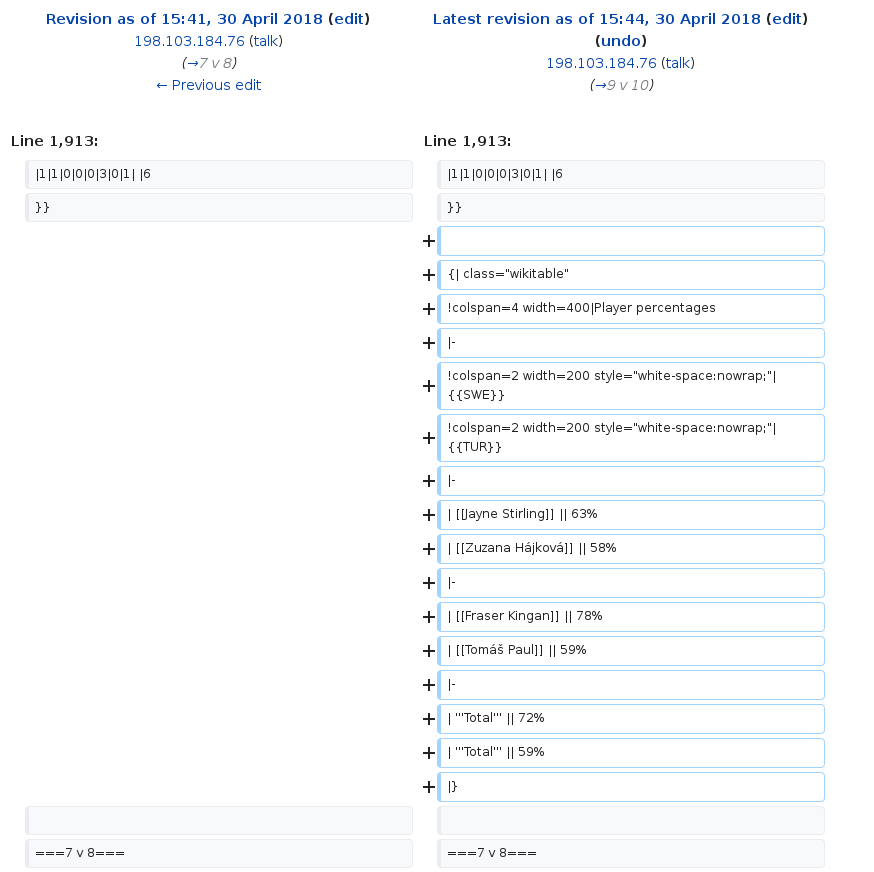 Revision as of 15:41, 30 April 2018 (edit)
198.103.184.76 (talk)
(→7 v 8)
← Previous edit
Latest revision as of 15:44, 30 April 2018 (edit)
(undo)
198.103.184.76 (talk)
(→9 v 10)
Line 1,913:
Line 1,913:
|1|1|0|0|0|3|0|1| |6
|1|1|0|0|0|3|0|1| |6
}}
}}
+
+ {| class="wikitable"
+ !colspan=4 width=400|Player percentages
+ |-
+ !colspan=2 width=200 style="white-space:nowrap;"|
{{SWE}}
+ !colspan=2 width=200 style="white-space:nowrap;"|
{{TUR}}
+ |-
+ | [[Jayne Stirling]] || 63%
+ | [[Zuzana Hájková]] || 58%
+ |-
+ | [[Fraser Kingan]] || 78%
+ | [[Tomáš Paul]] || 59%
+ |-
+ | '''Total''' || 72%
+ | '''Total''' || 59%
+ |}
===7 v 8===
===7 v 8===